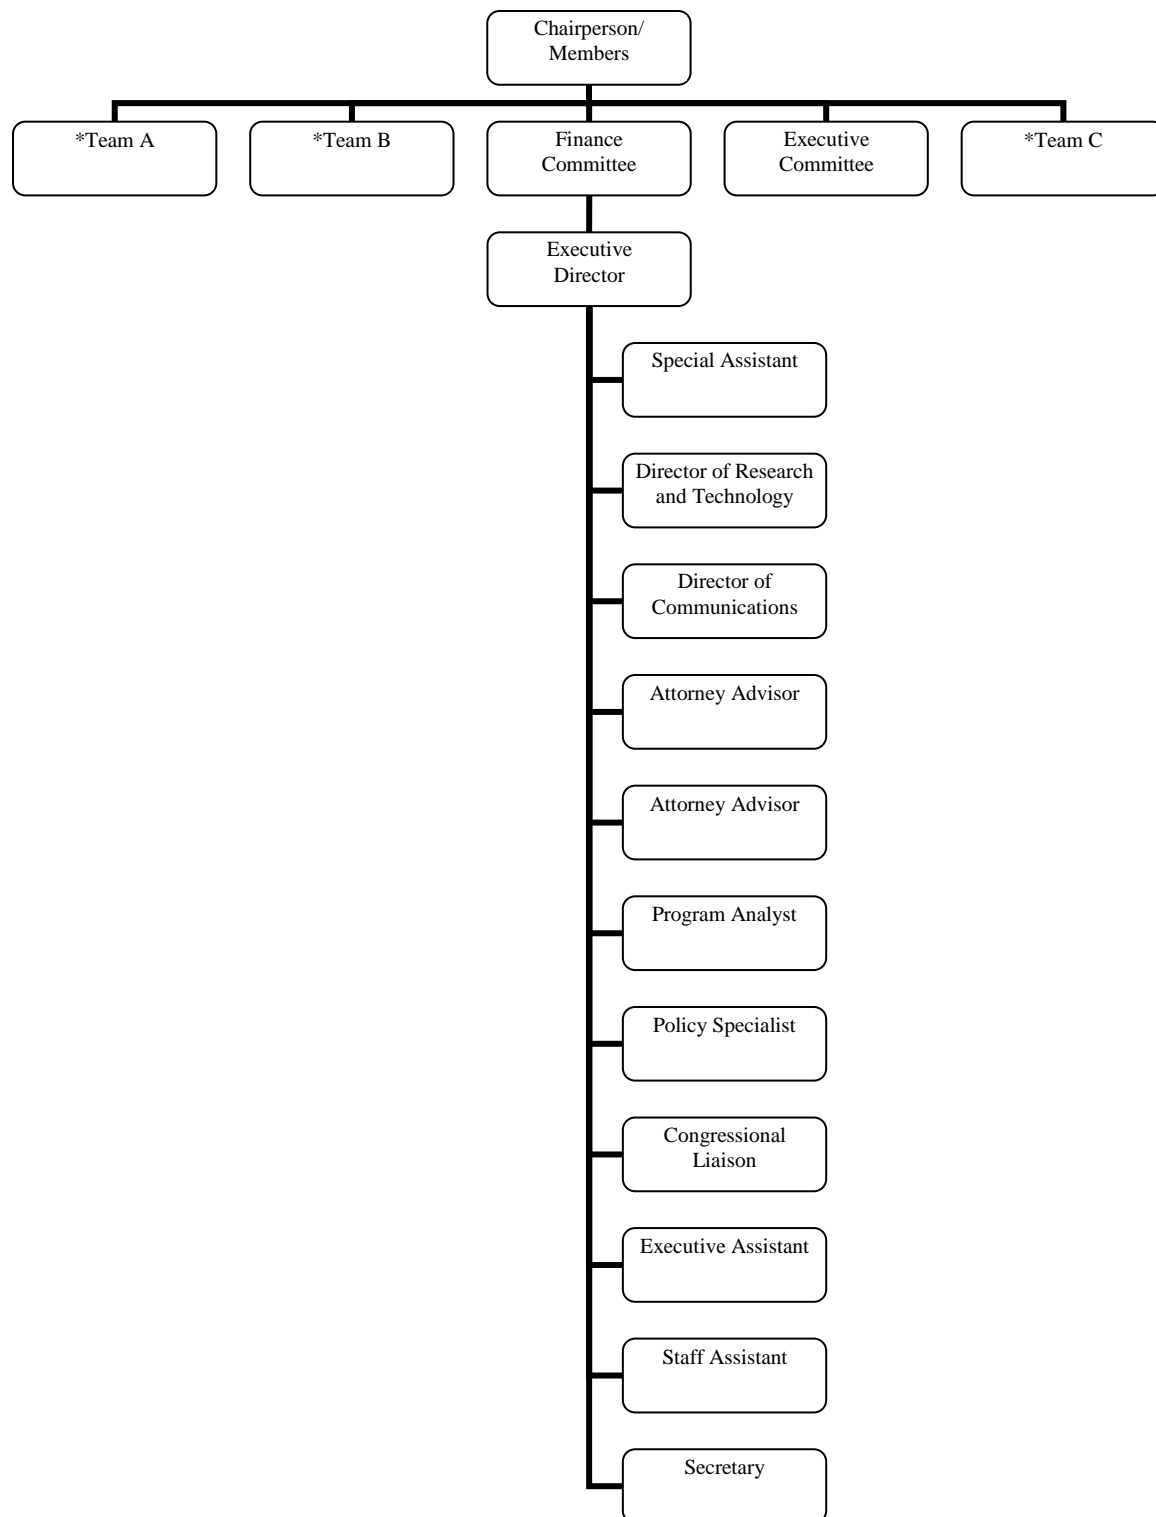 Chairperson/
Members
*Team A
*Team B
Finance
Committee
Executive
Committee
*Team C
Executive
Director
Special Assistant
Director of Research
and Technology
Director of
Communications
Attorney Advisor
Attorney Advisor
Program Analyst
Policy Specialist
Congressional
Liaison
Executive Assistant
Staff Assistant
Secretary